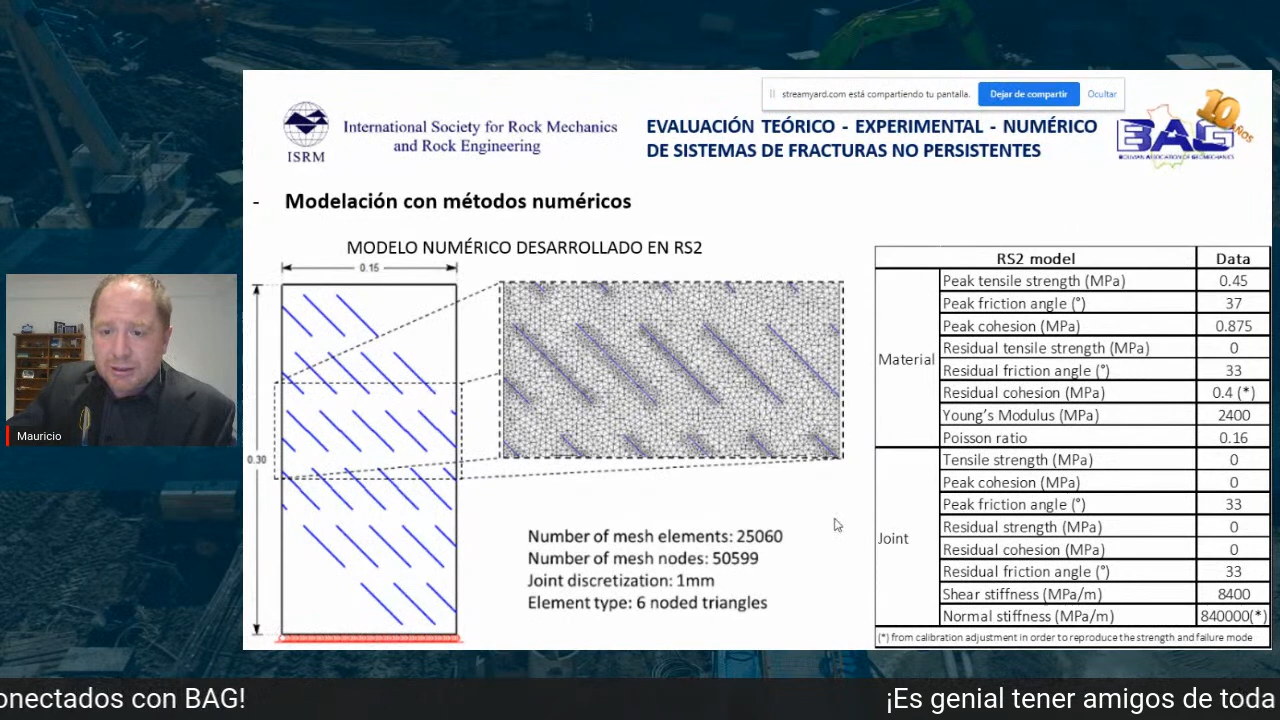 streamyard.com está compartiendo tu pantalla.
Dejar de compartir
Ocultar
ISRM
International Society for Rock Mechanics
and Rock Engineering
EVALUACIÓN TEÓRICO - EXPERIMENTAL - NUMÉRICO
DE SISTEMAS DE FRACTURAS NO PERSISTENTES
BAG
10 AÑOS
BOLIVIAN ASSOCIATION OF GEOMECHANICS
- Modelación con métodos numéricos
MODELO NUMÉRICO DESARROLLADO EN RS2
0.15
0.30
Number of mesh elements: 25060
Number of mesh nodes: 50599
Joint discretization: 1mm
Element type: 6 noded triangles
RS2 model Data
Material
Peak tensile strength (MPa) 0.45
Peak friction angle (°) 37
Peak cohesion (MPa) 0.875
Residual tensile strength (MPa) 0
Residual friction angle (°) 33
Residual cohesion (MPa) 0.4 (*)
Young's Modulus (MPa) 2400
Poisson ratio 0.16
Joint
Tensile strength (MPa) 0
Peak cohesion (MPa) 0
Peak friction angle (°) 33
Residual strength (MPa) 0
Residual cohesion (MPa) 0
Residual friction angle (°) 33
Shear stiffness (MPa/m) 8400
Normal stiffness (MPa/m) 840000(*)
(*) from calibration adjustment in order to reproduce the strength and failure mode
Mauricio
onectados con BAG!
¡Es genial tener amigos de toda